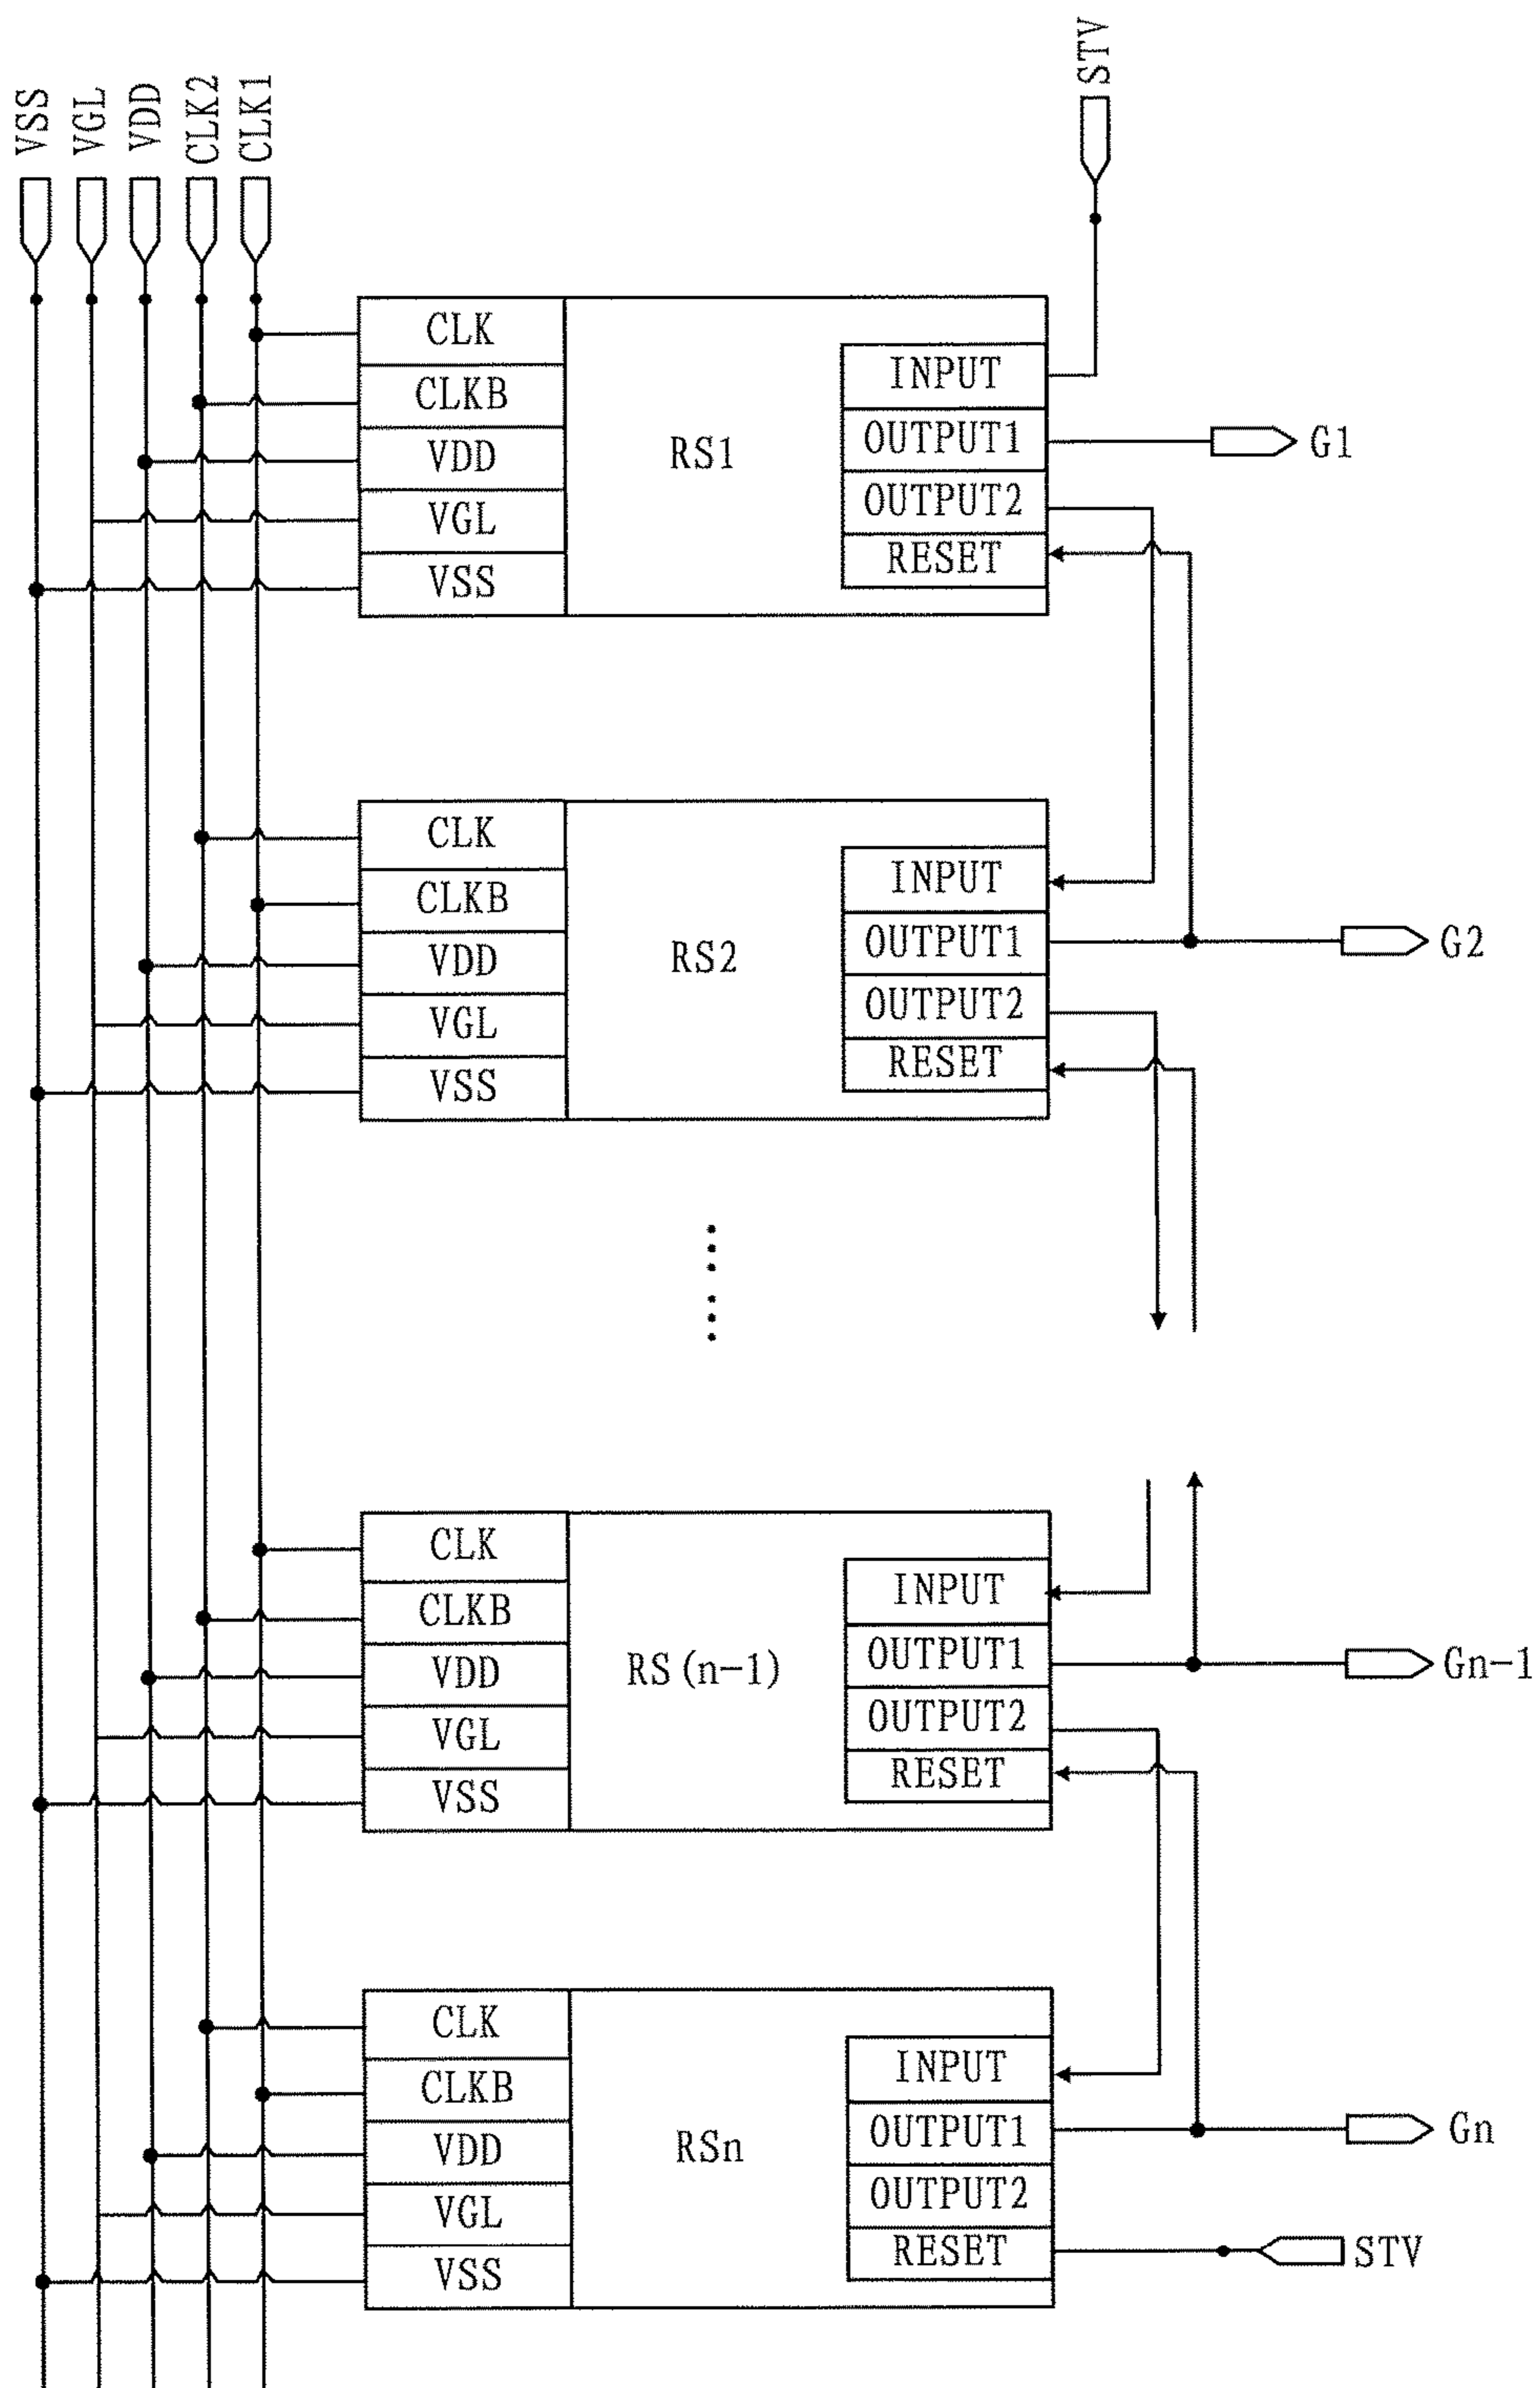 VSS
VGL
VDD
CLK2
CLK1
STV
CLK
CLKB
VDD
VGL
VSS
RS1
INPUT
OUTPUT1
OUTPUT2
RESET
G1
CLK
CLKB
VDD
VGL
VSS
RS2
INPUT
OUTPUT1
OUTPUT2
RESET
G2
CLK
CLKB
VDD
VGL
VSS
RS(n-1)
INPUT
OUTPUT1
OUTPUT2
RESET
Gn-1
CLK
CLKB
VDD
VGL
VSS
RSn
INPUT
OUTPUT1
OUTPUT2
RESET
Gn
STV